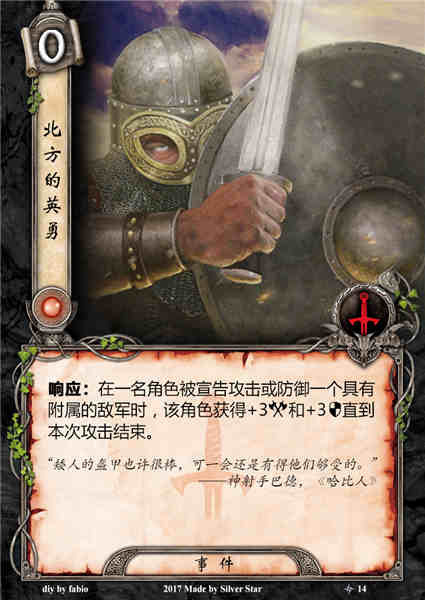 0
北方的英勇
响应：在一名角色被宣告攻击或防御一个具有
附属的敌军时，该角色获得+3和+3直到
本次攻击结束。
“矮人的盔甲也许很棒，可一会还是有得他们够受的。”
——神射手巴德，《哈比人》
事件
diy by fabio 2017 Made by Silver Star 14